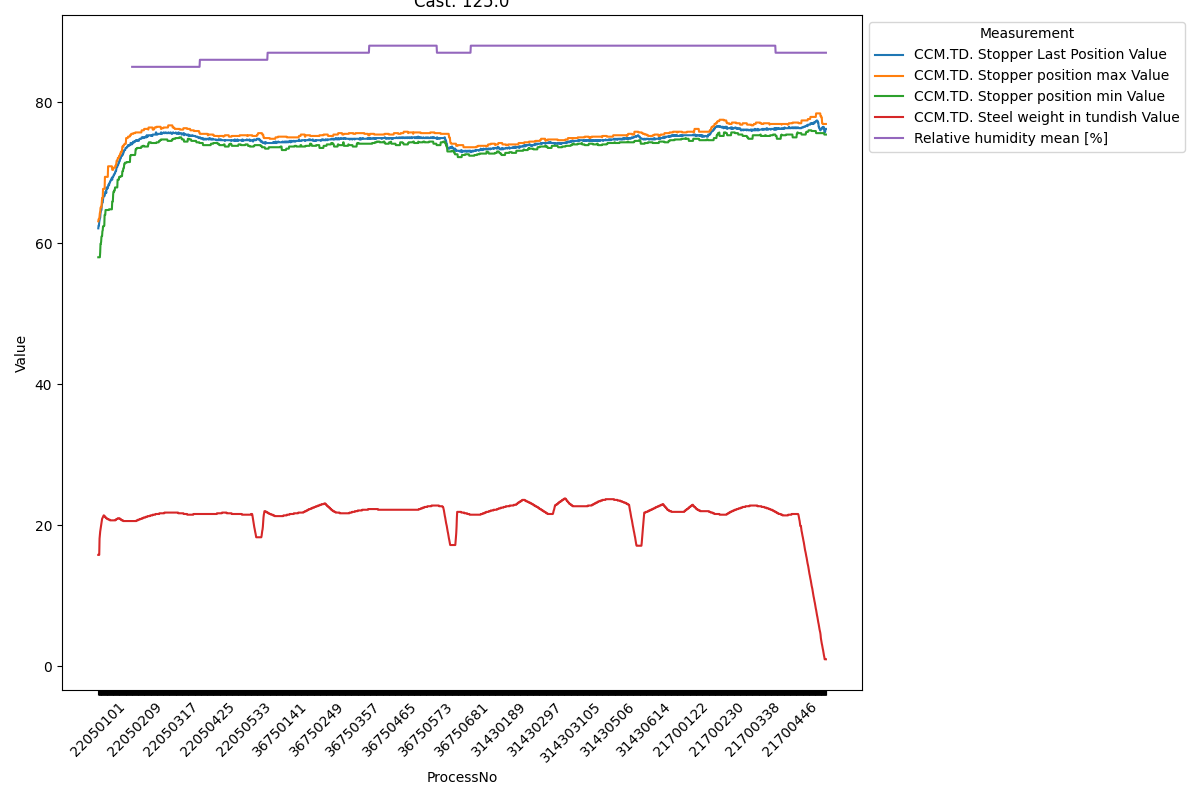 Cast: 125.0
Measurement
CCM.TD. Stopper Last Position Value
CCM.TD. Stopper position max Value
CCM.TD. Stopper position min Value
CCM.TD. Steel weight in tundish Value
Relative humidity mean [%]
80
60
40
20
0
Value
22050101
22050209
22050317
22050425
22050533
36750141
36750249
36750357
36750465
36750573
36750681
31430189
31430297
314303105
31430506
31430614
21700122
21700230
21700338
21700446
ProcessNo